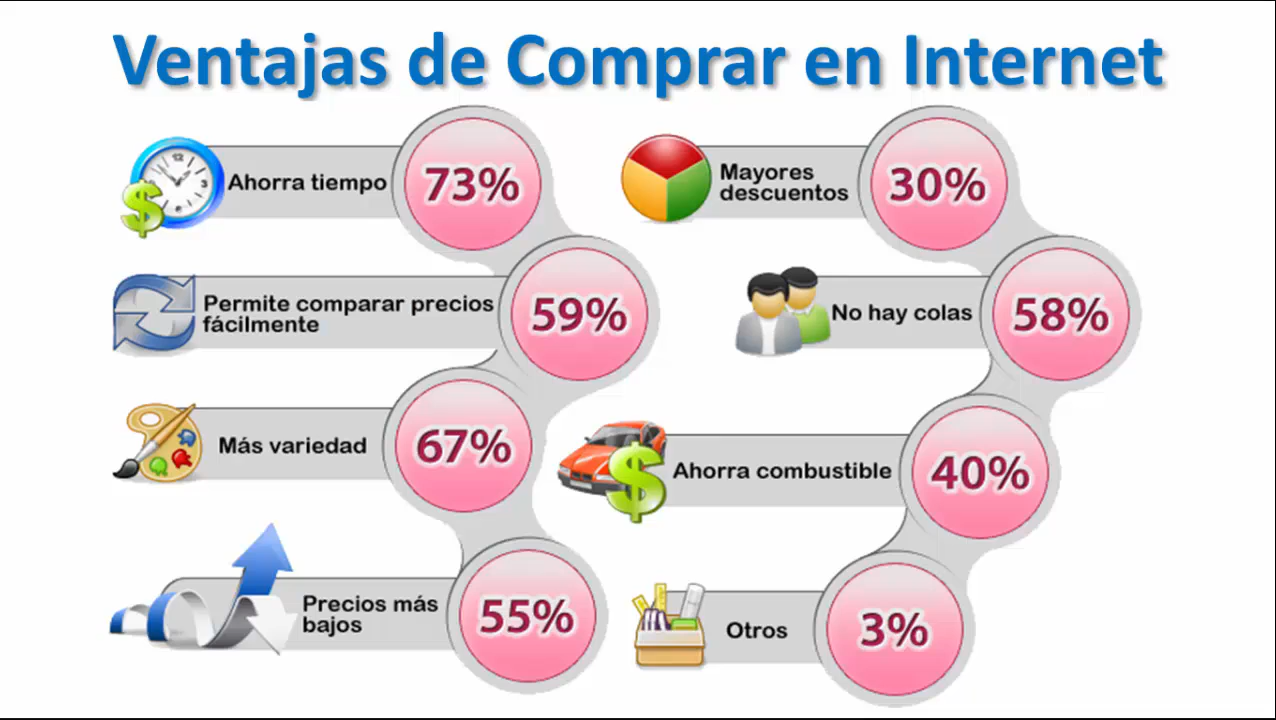 Ventajas de Comprar en Internet
Ahorra tiempo
73%
Permite comparar precios
fácilmente
59%
Más variedad
67%
Precios más
bajos
55%
Mayores
descuentos
30%
No hay colas
58%
Ahorra combustible
40%
Otros
3%